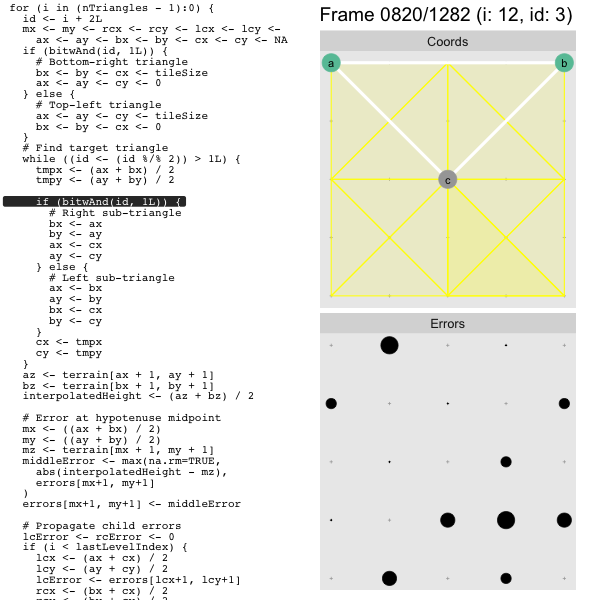 for (i in (nTriangles - 1):0) {
  id <- i + 2L
  mx <- my <- rcx <- rcy <- lcx <- lcy <-
    ax <- ay <- bx <- by <- cx <- cy <- NA
  if (bitwAnd(id, 1L)) {
    # Bottom-right triangle
    bx <- by <- cx <- tileSize
    ax <- ay <- cy <- 0
  } else {
    # Top-left triangle
    ax <- ay <- cy <- tileSize
    bx <- by <- cx <- 0
  }
  # Find target triangle
  while ((id <- (id %/% 2)) > 1L) {
    tmpx <- (ax + bx) / 2
    tmpy <- (ay + by) / 2

    if (bitwAnd(id, 1L)) {
      # Right sub-triangle
      bx <- ax
      by <- ay
      ax <- cx
      ay <- cy
    } else {
      # Left sub-triangle
      ax <- bx
      ay <- by
      bx <- cx
      by <- cy
    }
    cx <- tmpx
    cy <- tmpy
  }
  az <- terrain[ax + 1, ay + 1]
  bz <- terrain[bx + 1, by + 1]
  interpolatedHeight <- (az + bz) / 2

  # Error at hypotenuse midpoint
  mx <- ((ax + bx) / 2)
  my <- ((ay + by) / 2)
  mz <- terrain[mx + 1, my + 1]
  middleError <- max(na.rm=TRUE,
    abs(interpolatedHeight - mz),
    errors[mx+1, my+1]
  )
  errors[mx+1, my+1] <- middleError

  # Propagate child errors
  lcError <- rcError <- 0
  if (i < lastLevelIndex) {
    lcx <- (ax + cx) / 2
    lcy <- (ay + cy) / 2
    lcError <- errors[lcx+1, lcy+1]
    rcx <- (bx + cx) / 2
Frame 0820/1282 (i: 12, id: 3)
Coords
a
b
c
Errors